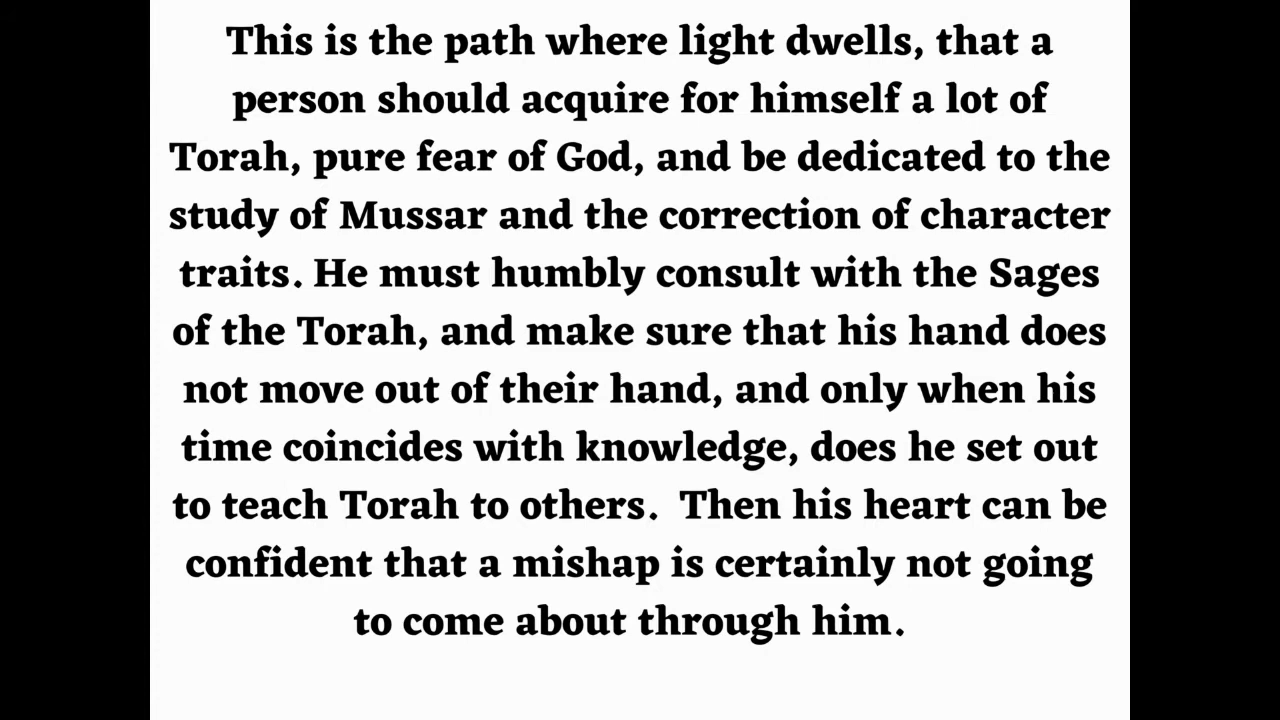 This is the path where light dwells, that a
person should acquire for himself a lot of
Torah, pure fear of God, and be dedicated to the
study of Mussar and the correction of character
traits. He must humbly consult with the Sages
of the Torah, and make sure that his hand does
not move out of their hand, and only when his
time coincides with knowledge, does he set out
to teach Torah to others.  Then his heart can be
confident that a mishap is certainly not going
to come about through him.